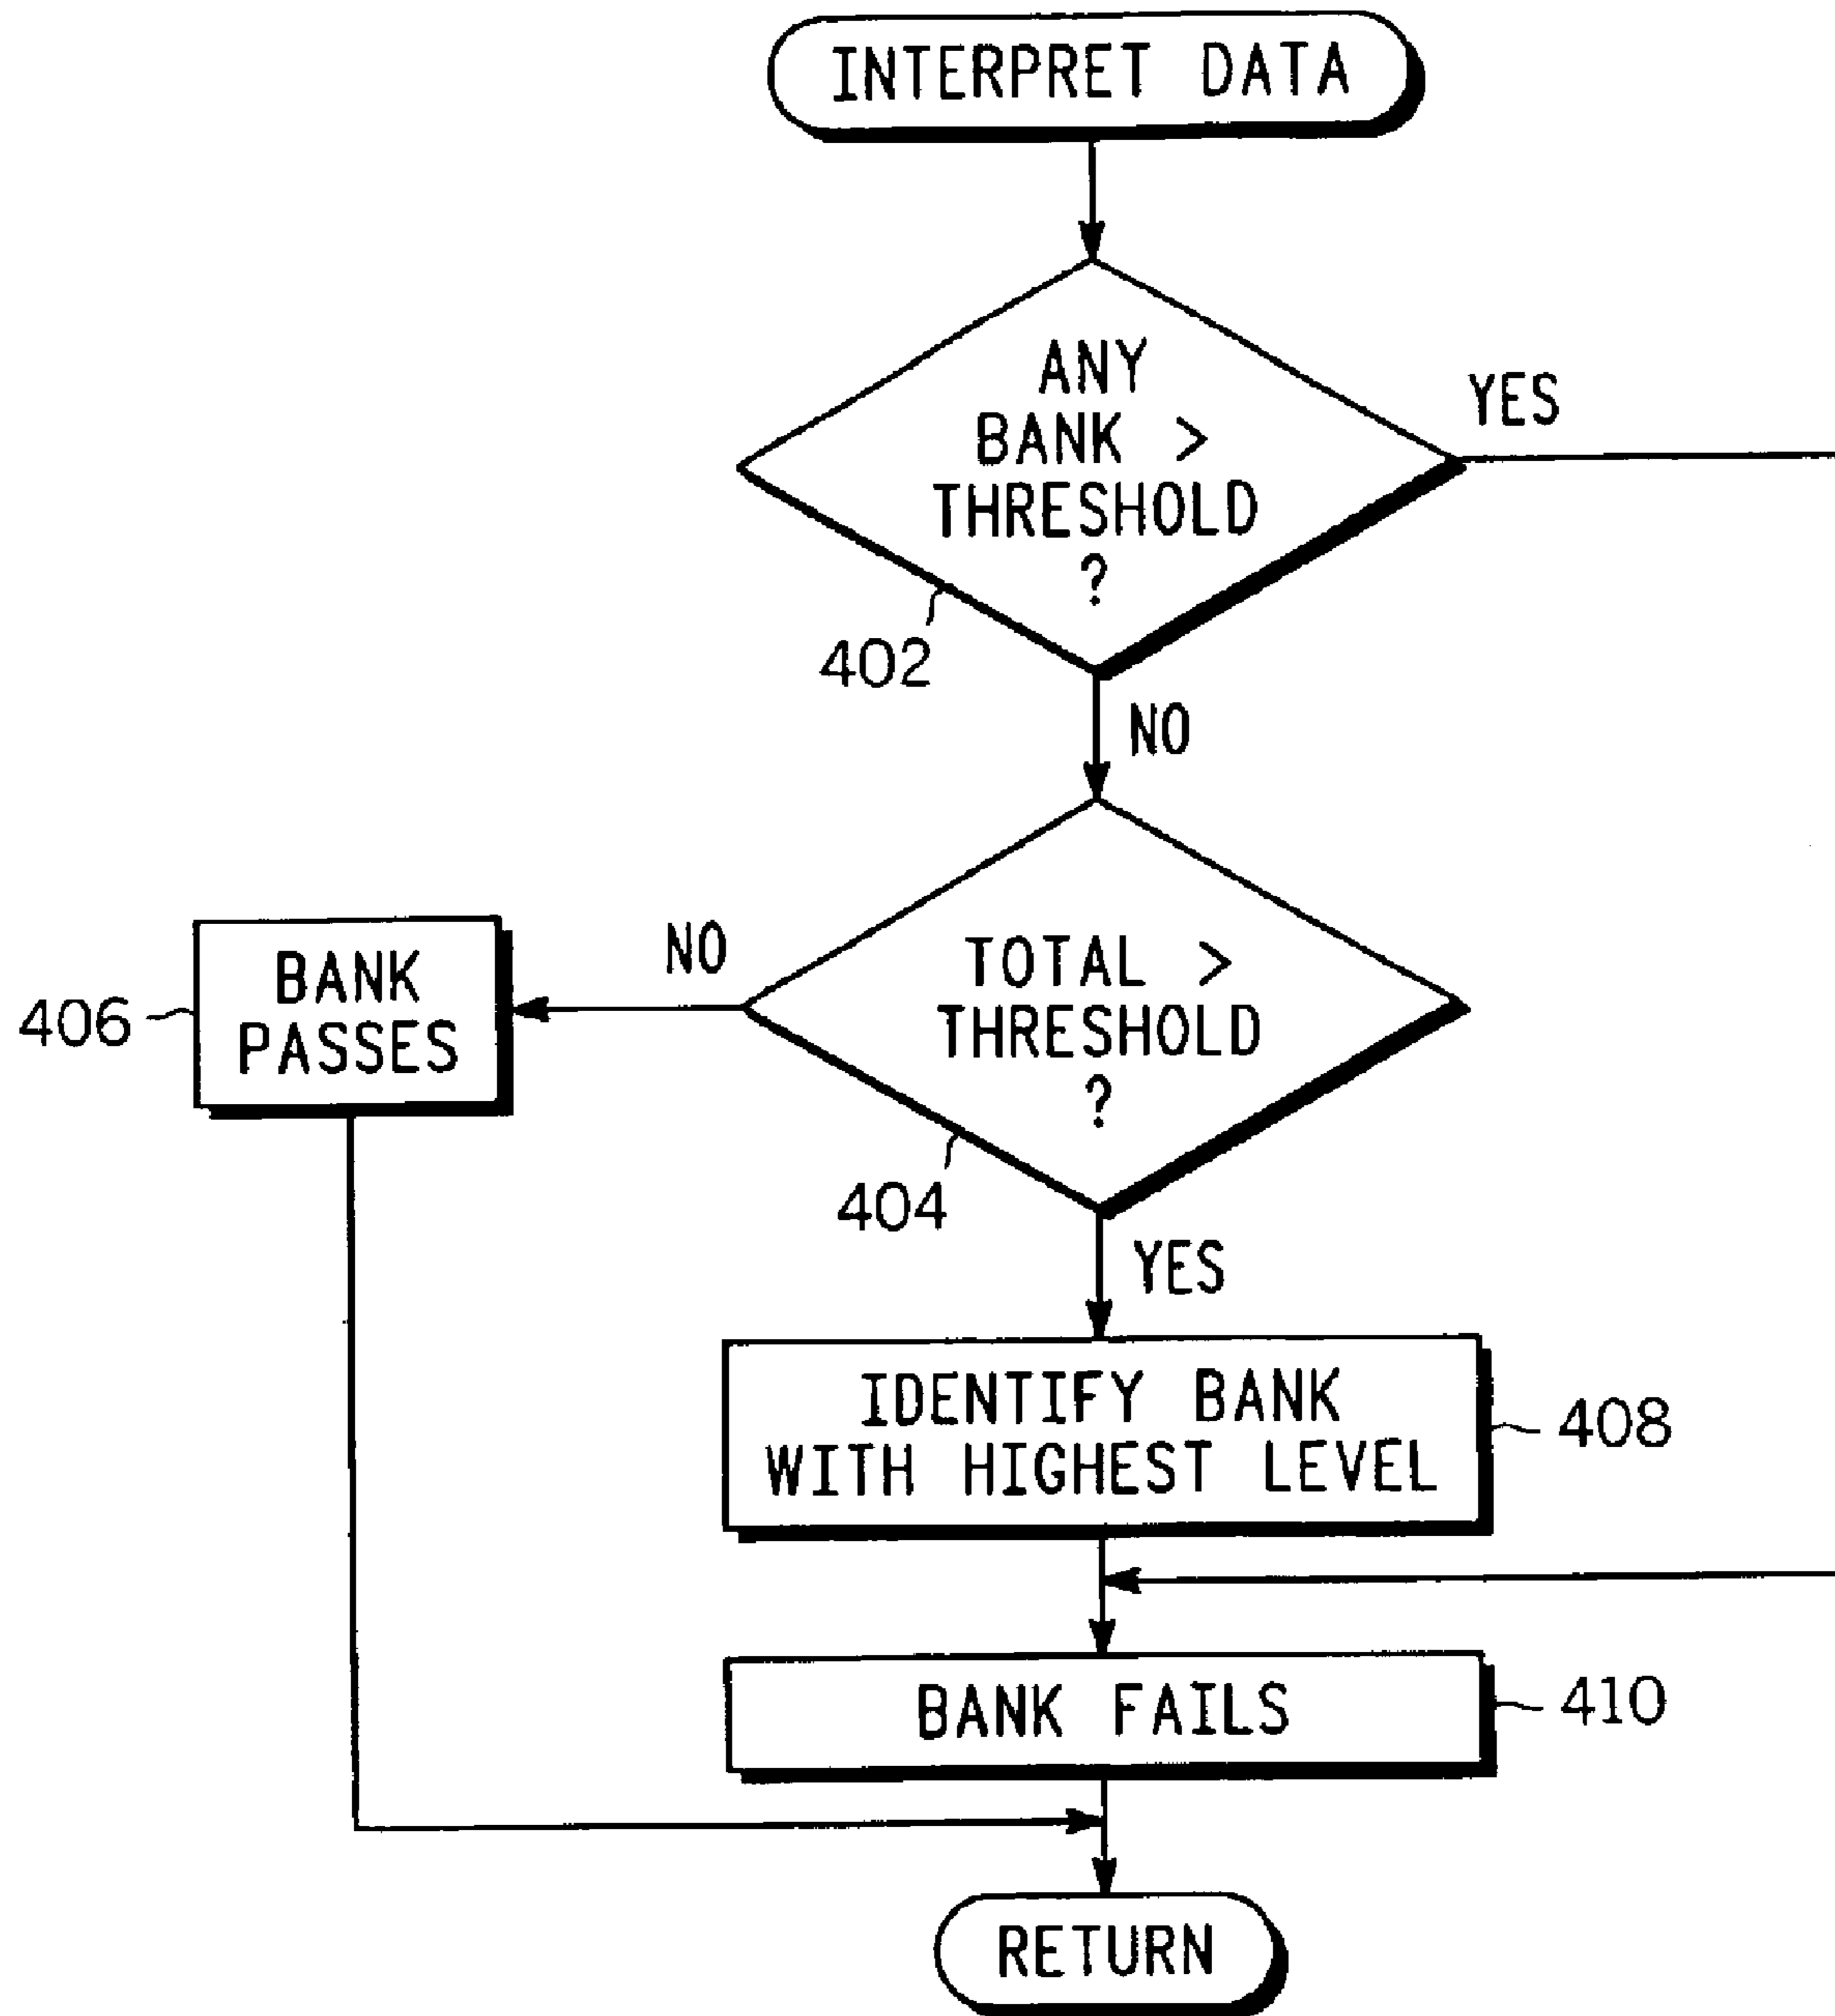 INTERPRET DATA
ANY
BANK >
THRESHOLD
?
YES
402
NO
TOTAL >
THRESHOLD
?
NO
BANK
PASSES
406
404
YES
IDENTIFY BANK
WITH HIGHEST LEVEL
408
BANK FAILS
410
RETURN